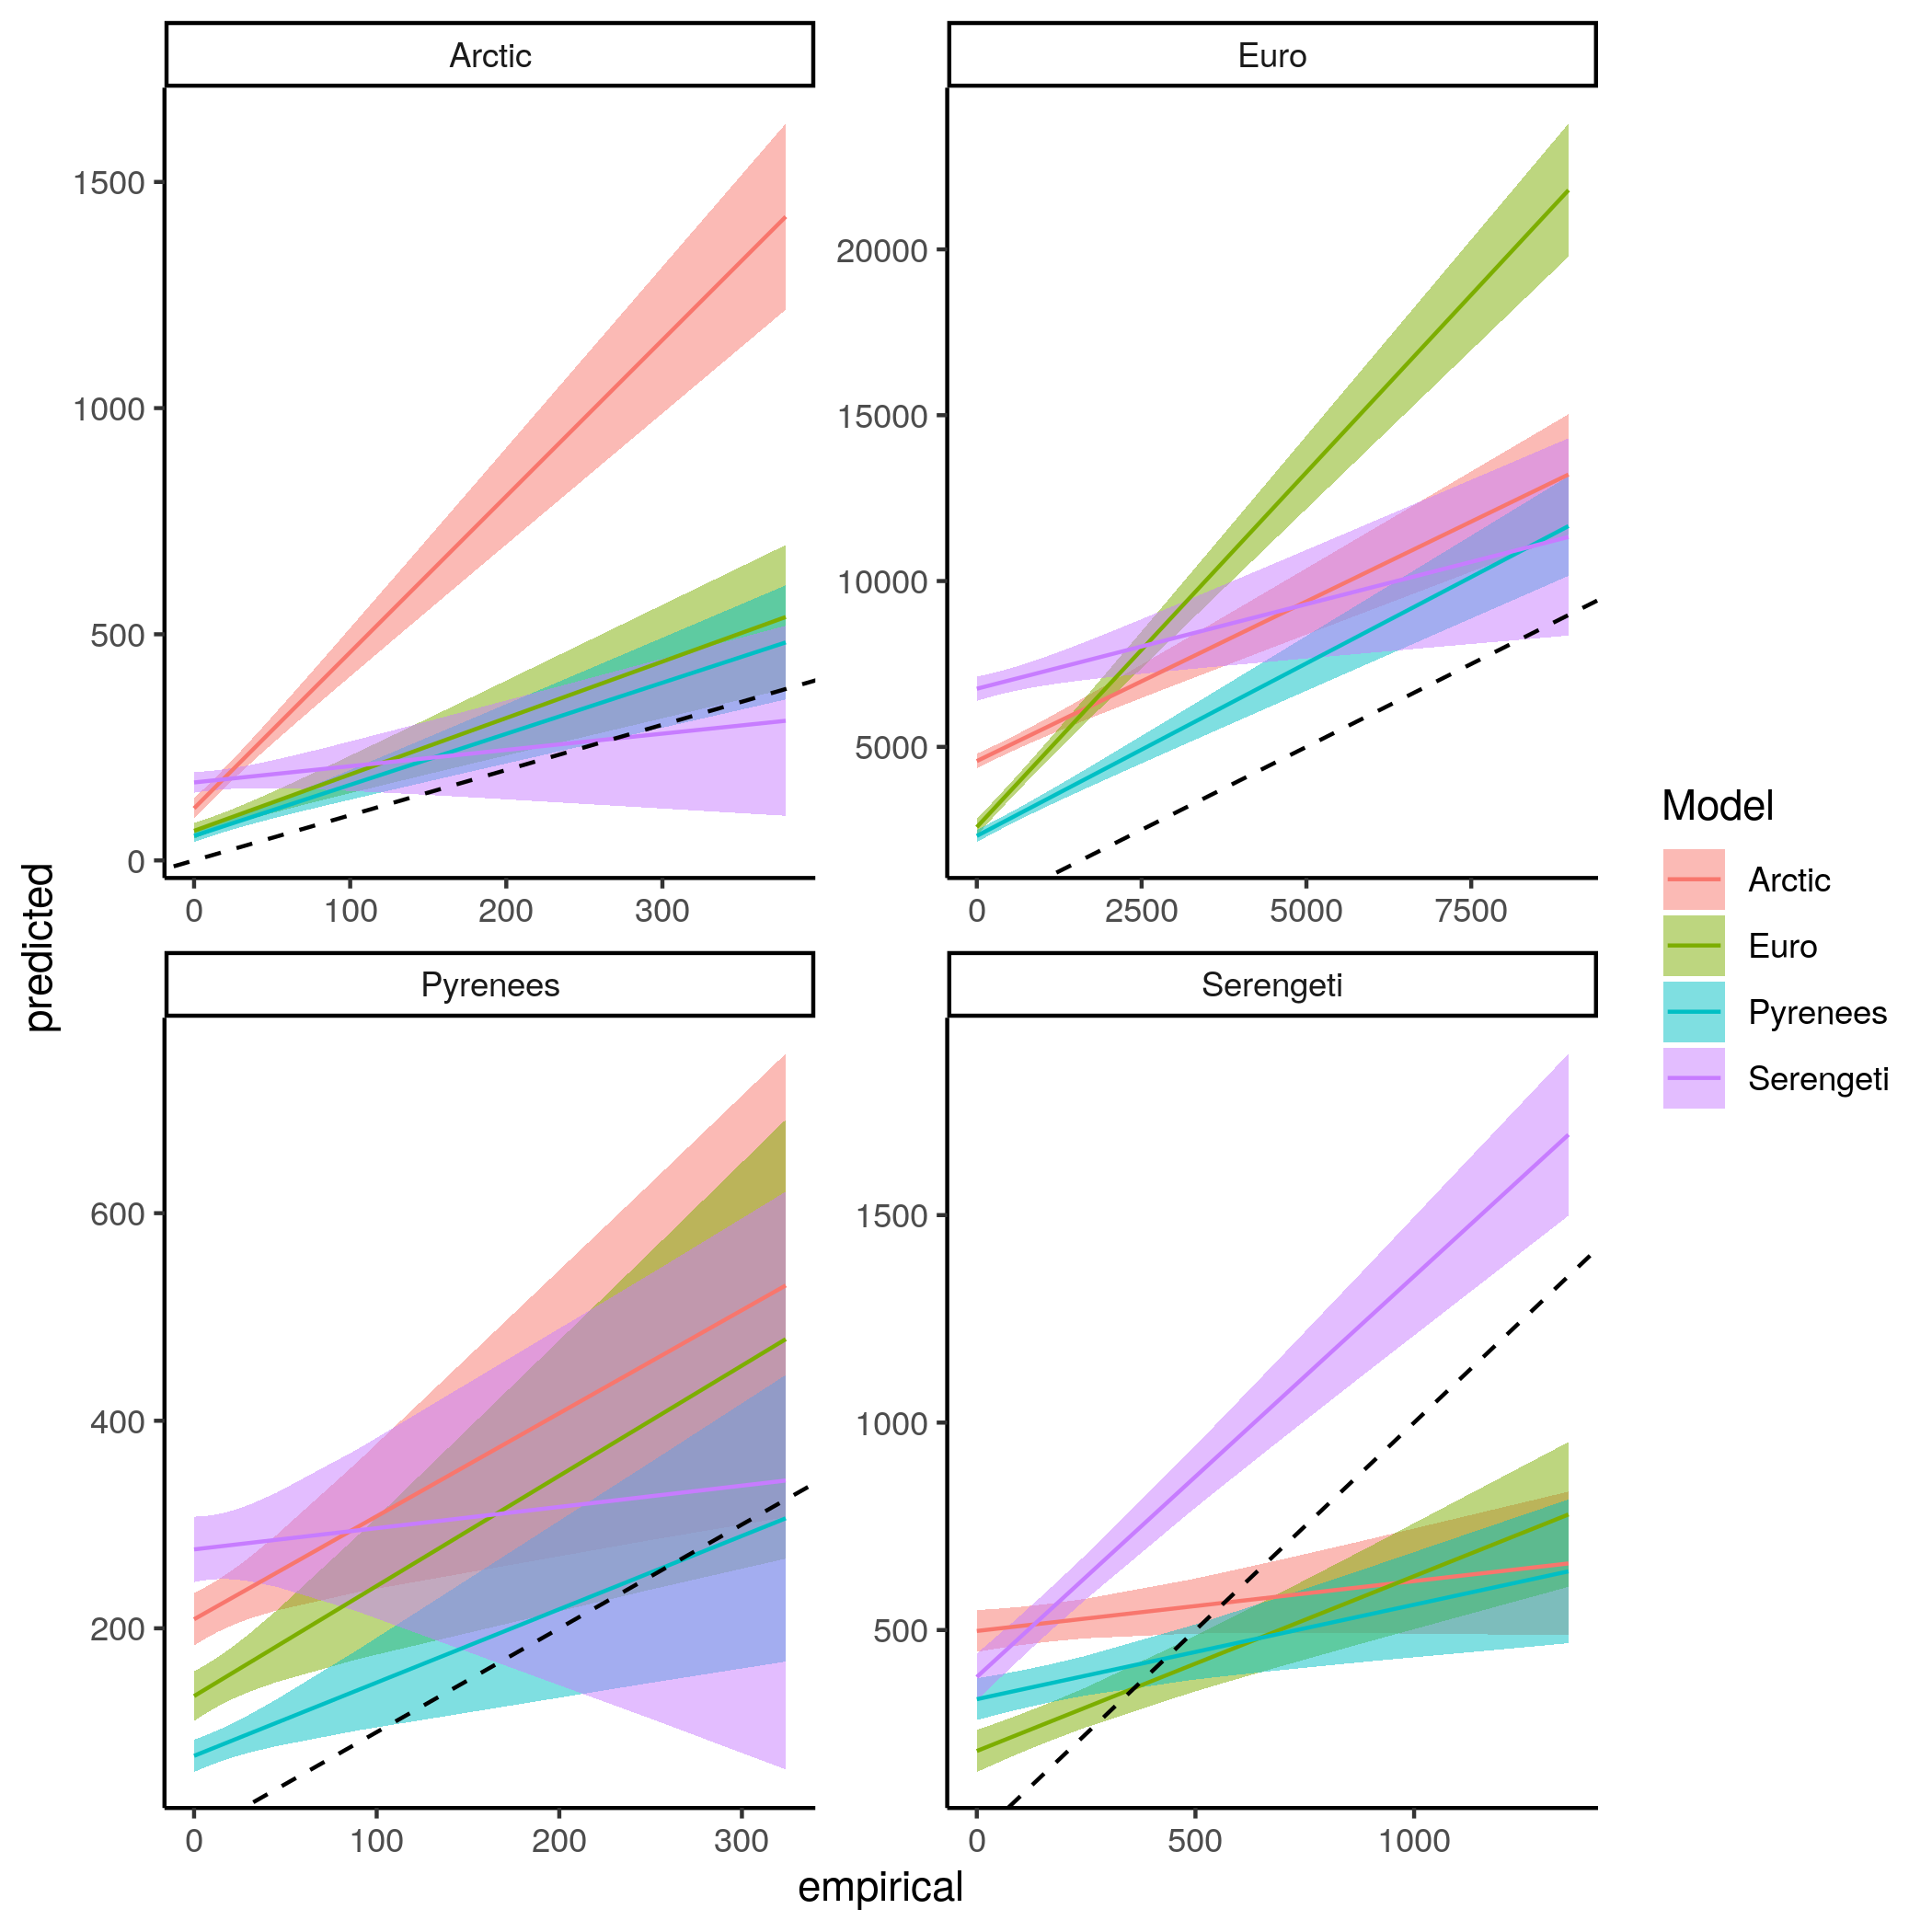 Arctic
Euro
1500
1000
500
0
20000
15000
10000
5000
0 100 200 300
0 2500 5000 7500
Pyrenees
Serengeti
600
400
200
1500
1000
500
0 100 200 300
0 500 1000
empirical
predicted
Model
Arctic
Euro
Pyrenees
Serengeti